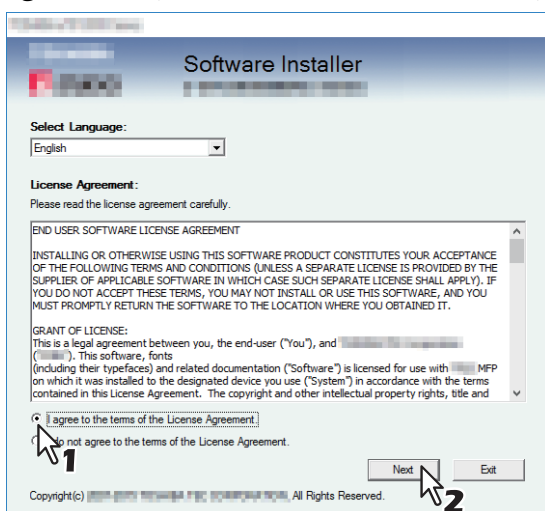 Software Installer
Select Language:
English
License Agreement:
Please read the license agreement carefully.
END USER SOFTWARE LICENSE AGREEMENT
INSTALLING OR OTHERWISE USING THIS SOFTWARE PRODUCT CONSTITUTES YOUR ACCEPTANCE
OF THE FOLLOWING TERMS AND CONDITIONS (UNLESS A SEPARATE LICENSE IS PROVIDED BY THE
SUPPLIER OF APPLICABLE SOFTWARE IN WHICH CASE SUCH SEPARATE LICENSE SHALL APPLY). IF
YOU DO NOT ACCEPT THESE TERMS, YOU MAY NOT INSTALL OR USE THIS SOFTWARE, AND YOU
MUST PROMPTLY RETURN THE SOFTWARE TO THE LOCATION WHERE YOU OBTAINED IT.
GRANT OF LICENSE:
This is a legal agreement between you, the end-user ("You"), and
("     "). This software, fonts
(including their typefaces) and related documentation ("Software") is licensed for use with MFP
on which it was installed to the designated device you use ("System") in accordance with the terms
contained in this License Agreement. The copyright and other intellectual property rights, title and
I agree to the terms of the License Agreement.
do not agree to the terms of the License Agreement.
1
Next
Exit
2
Copyright(c) All Rights Reserved.